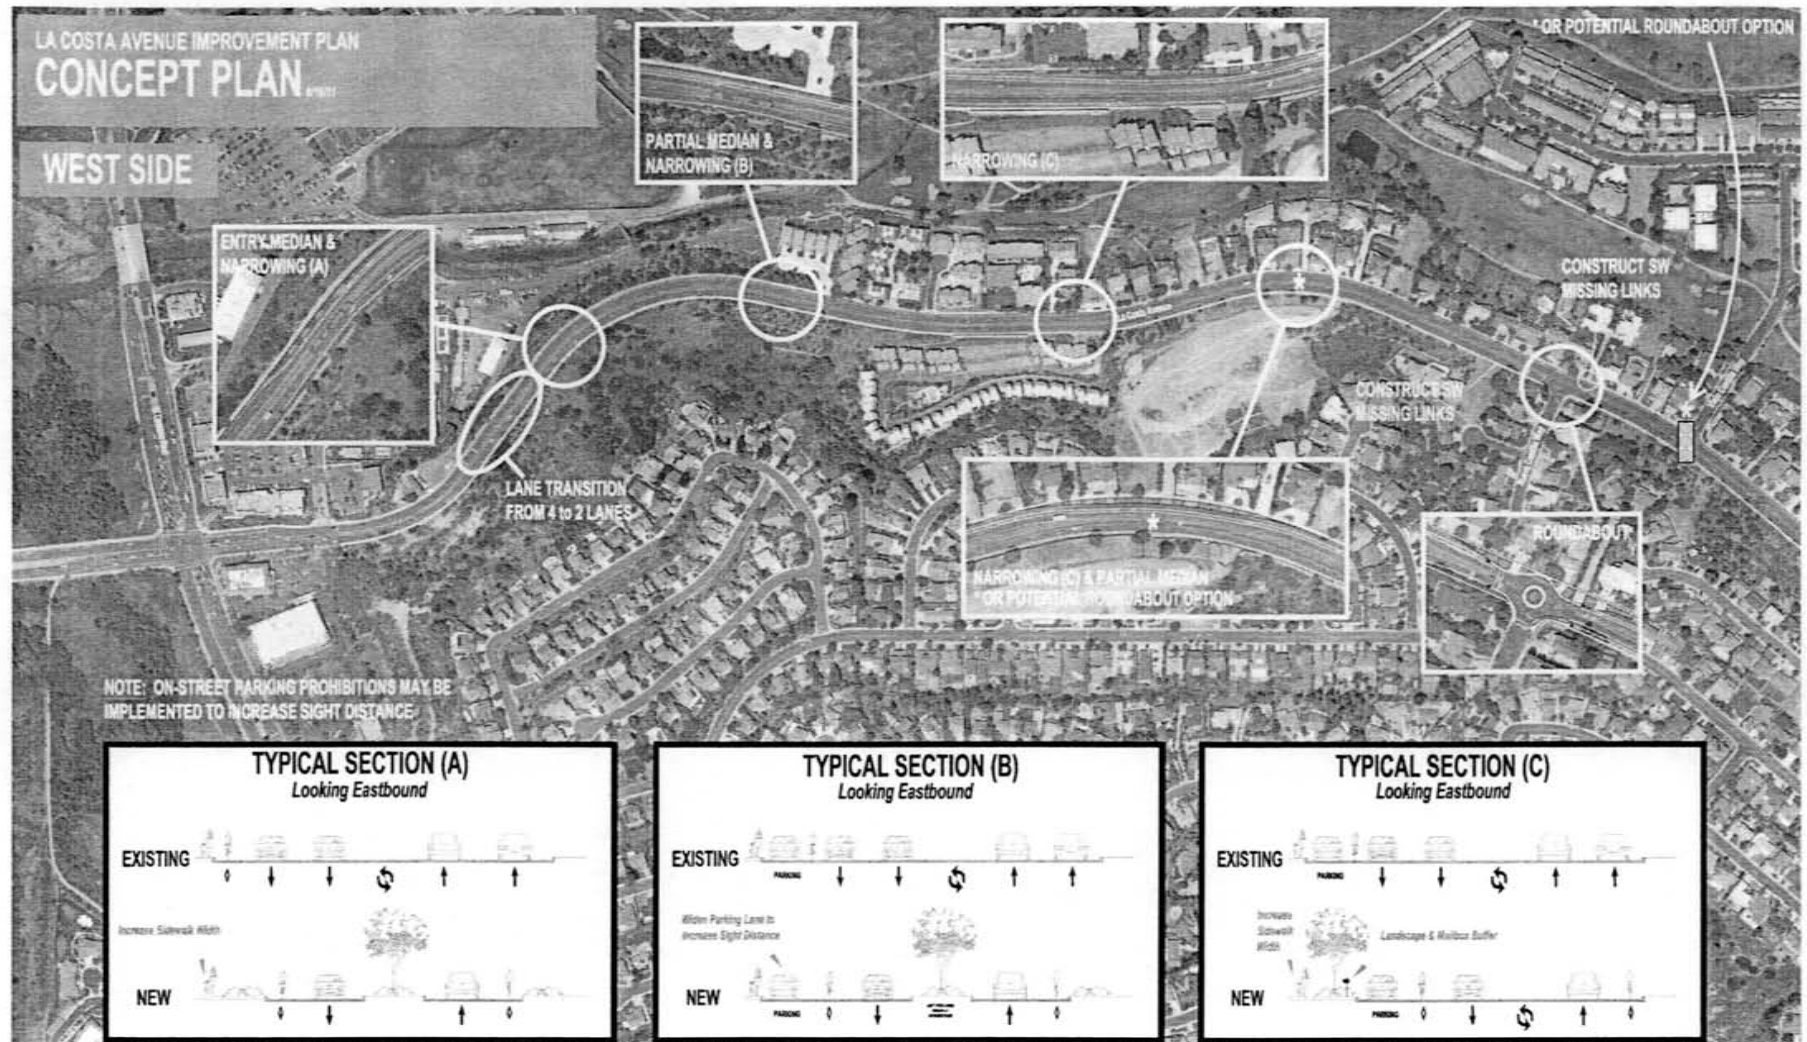 LA COSTA AVENUE IMPROVEMENT PLAN
CONCEPT PLAN
WEST SIDE
* OR POTENTIAL ROUNDABOUT OPTION
PARTIAL MEDIAN &
NARROWING (B)
NARROWING (C)
ENTRY MEDIAN &
NARROWING (A)
CONSTRUCT SW
MISSING LINKS
CONSTRUCT SW
MISSING LINKS
LANE TRANSITION
FROM 4 to 2 LANES
NARROWING (C) & PARTIAL MEDIAN
* OR POTENTIAL ROUNDABOUT OPTION
ROUNDABOUT
NOTE: ON-STREET PARKING PROHIBITIONS MAY BE
IMPLEMENTED TO INCREASE SIGHT DISTANCE
TYPICAL SECTION (A)
Looking Eastbound
EXISTING
Increase Sidewalk Width
NEW
TYPICAL SECTION (B)
Looking Eastbound
EXISTING
PARKING
Widen Parking Lane to
Increase Sight Distance
NEW
PARKING
TYPICAL SECTION (C)
Looking Eastbound
EXISTING
PARKING
Increase
Sidewalk
Width
Landscape & Mailbox Buffer
NEW
PARKING